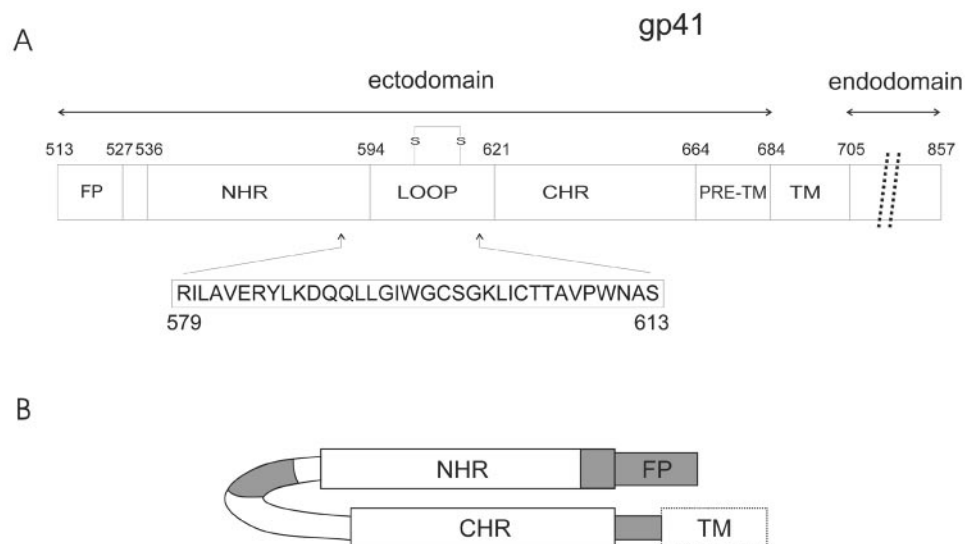 gp41
A
ectodomain
endodomain
S S
513 527 536 594 621 664 684 705 857
FP NHR LOOP CHR PRE-TM TM
RILAVERYLKDQQLLGIWGCSGKLICTTAVPWNAS
579 613
B
NHR FP
CHR TM